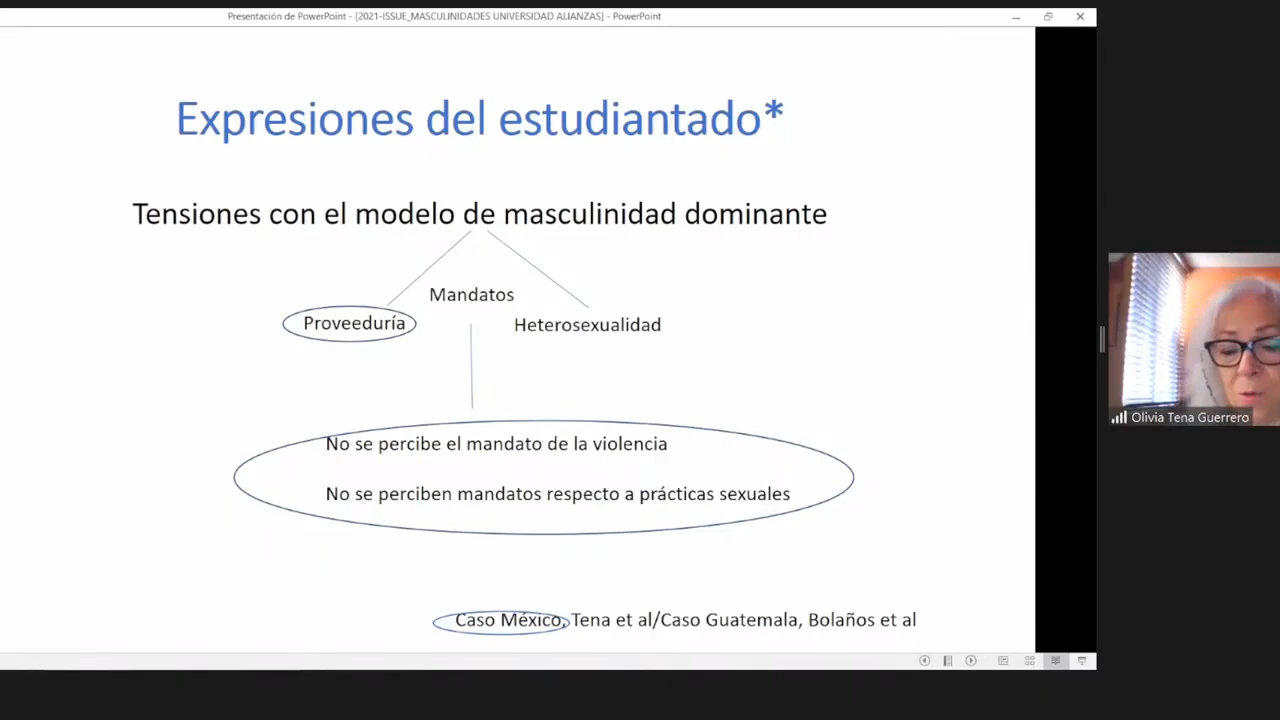 Presentación de PowerPoint - [2021-ISSUE_MASCULINIDADES UNIVERSIDAD ALIANZAS] - PowerPoint
Expresiones del estudiantado*
Tensiones con el modelo de masculinidad dominante
Mandatos
Proveeduría
Heterosexualidad
No se percibe el mandato de la violencia
No se perciben mandatos respecto a prácticas sexuales
Caso México, Tena et al/Caso Guatemala, Bolaños et al
Olivia Tena Guerrero